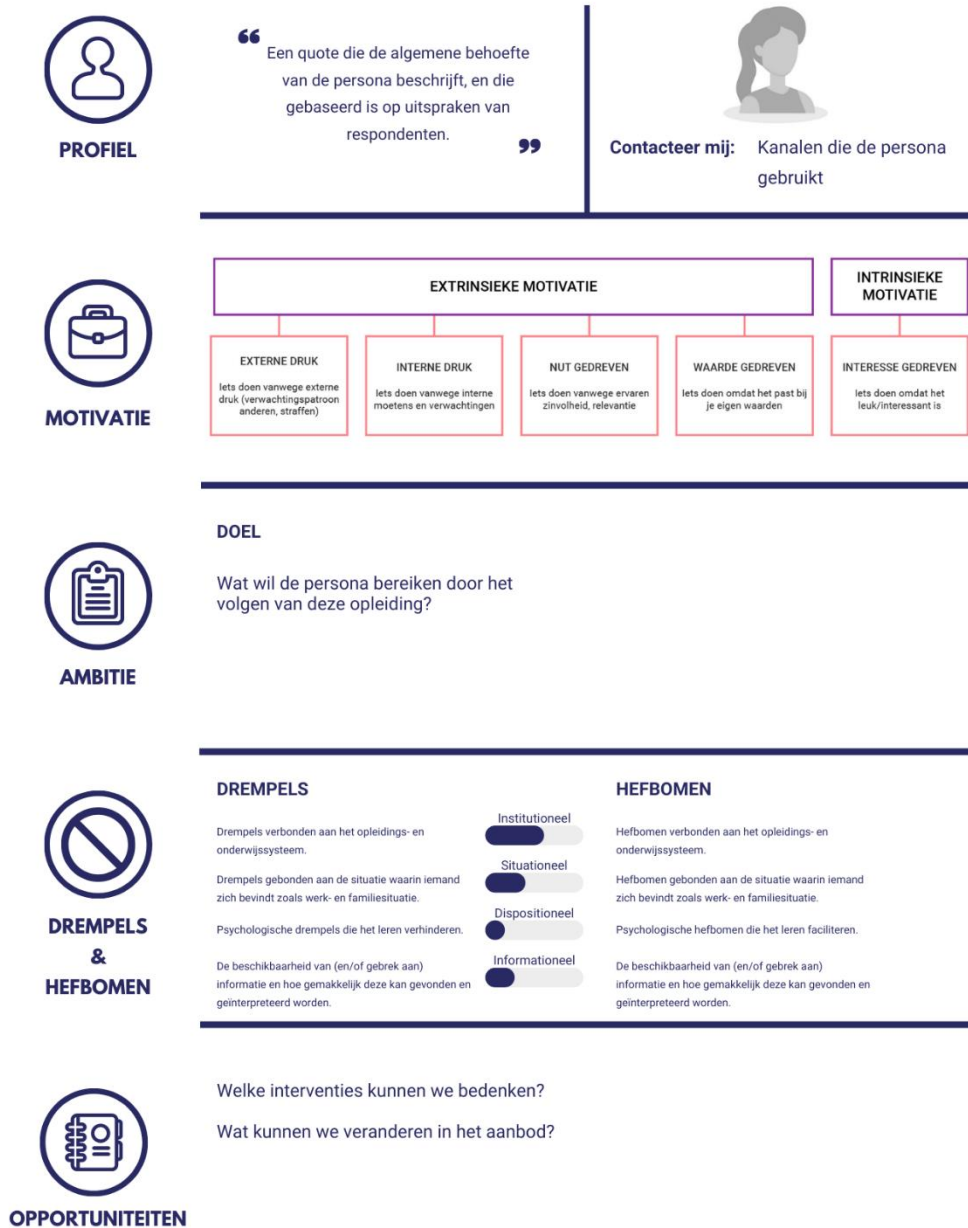 PROFIEL
“
Een quote die de algemene behoefte
van de persona beschrijft, en die
gebaseerd is op uitspraken van
respondenten.
”
Contacteer mij: Kanalen die de persona
gebruikt
MOTIVATIE
EXTRINSIEKE MOTIVATIE
INTRINSIEKE
MOTIVATIE
EXTERNE DRUK
Iets doen vanwege externe
druk (verwachtingspatroon
anderen, straffen)
INTERNE DRUK
Iets doen vanwege interne
moetens en verwachtingen
NUT GEDREVEN
Iets doen vanwege ervaren
zinvolheid, relevantie
WAARDE GEDREVEN
Iets doen omdat het past bij
je eigen waarden
INTERESSE GEDREVEN
Iets doen omdat het
leuk/interessant is
AMBITIE
DOEL
Wat wil de persona bereiken door het
volgen van deze opleiding?
DREMPELS
&
HEFBOMEN
DREMPELS
Drempels verbonden aan het opleidings- en
onderwijssysteem.
Drempels gebonden aan de situatie waarin iemand
zich bevindt zoals werk- en familiesituatie.
Psychologische drempels die het leren verhinderen.
De beschikbaarheid van (en/of gebrek aan)
informatie en hoe gemakkelijk deze kan gevonden en
geïnterpreteerd worden.
Institutioneel
Situationeel
Dispositioneel
Informationeel
HEFBOMEN
Hefbomen verbonden aan het opleidings- en
onderwijssysteem.
Hefbomen gebonden aan de situatie waarin iemand
zich bevindt zoals werk- en familiesituatie.
Psychologische hefbomen die het leren faciliteren.
De beschikbaarheid van (en/of gebrek aan)
informatie en hoe gemakkelijk deze kan gevonden en
geïnterpreteerd worden.
OPPORTUNITEITEN
Welke interventies kunnen we bedenken?
Wat kunnen we veranderen in het aanbod?